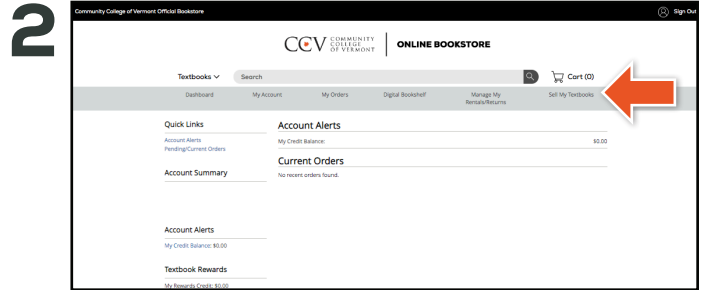 2
Community College of Vermont Official Bookstore
Sign Out
CCV COMMUNITY
COLLEGE
OF VERMONT
ONLINE BOOKSTORE
Textbooks
Search
Cart (0)
Dashboard
My Account
My Orders
Digital Bookshelf
Manage My
Rentals/Returns
Sell My Textbooks
Quick Links
Account Alerts
Pending/Current Orders
Account Summary
Account Alerts
My Credit Balance: $0.00
Textbook Rewards
My Rewards Credit: $0.00
Account Alerts
My Credit Balance:
$0.00
Current Orders
No recent orders found.